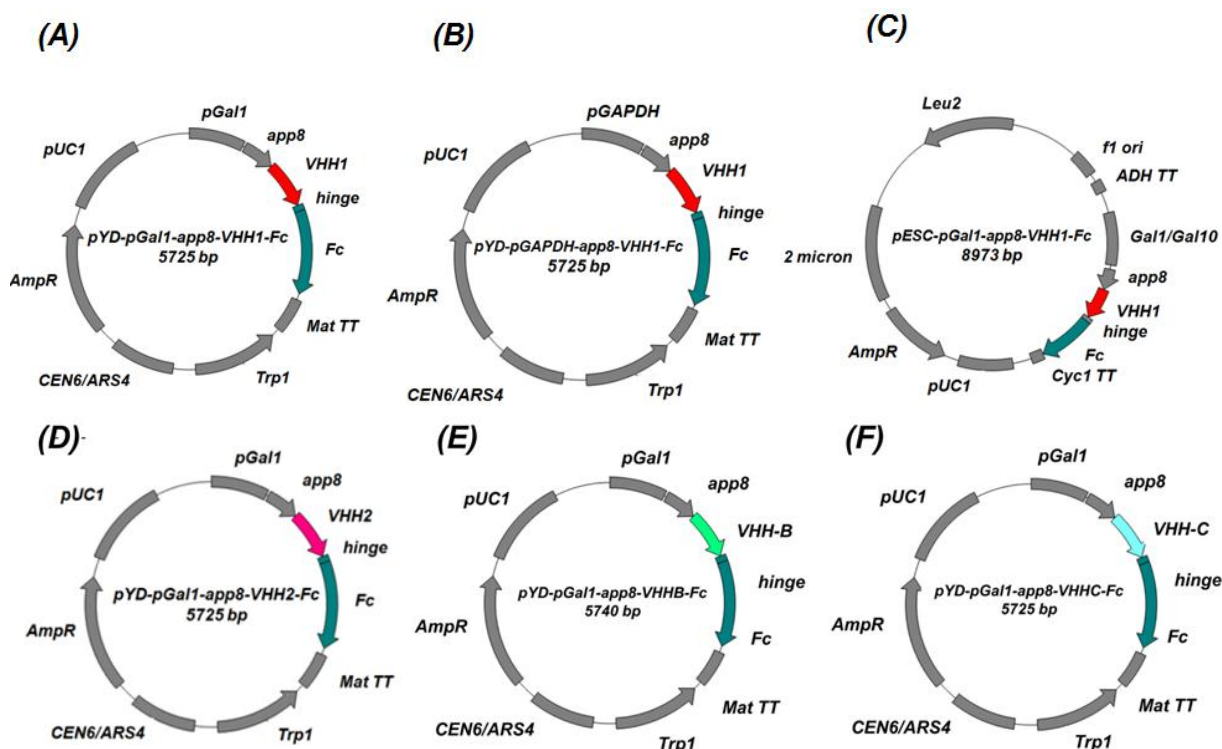 (A)
pGal1
app8
VHH1
hinge
Fc
Mat TT
Trp1
CEN6/ARS4
AmpR
pUC1
pYD-pGal1-app8-VHH1-Fc
5725 bp
(B)
pGAPDH
app8
VHH1
hinge
Fc
Mat TT
Trp1
CEN6/ARS4
AmpR
pUC1
pYD-pGAPDH-app8-VHH1-Fc
5725 bp
(C)
Leu2
f1 ori
ADH TT
Gal1/Gal10
app8
VHH1
hinge
Fc
Cyc1 TT
pUC1
AmpR
2 micron
pESC-pGal1-app8-VHH1-Fc
8973 bp
(D)-
pGal1
app8
VHH2
hinge
Fc
Mat TT
Trp1
CEN6/ARS4
AmpR
pUC1
pYD-pGal1-app8-VHH2-Fc
5725 bp
(E)
pGal1
app8
VHH-B
hinge
Fc
Mat TT
Trp1
CEN6/ARS4
AmpR
pUC1
pYD-pGal1-app8-VHHB-Fc
5740 bp
(F)
pGal1
app8
VHH-C
hinge
Fc
Mat TT
Trp1
CEN6/ARS4
AmpR
pUC1
pYD-pGal1-app8-VHHC-Fc
5725 bp